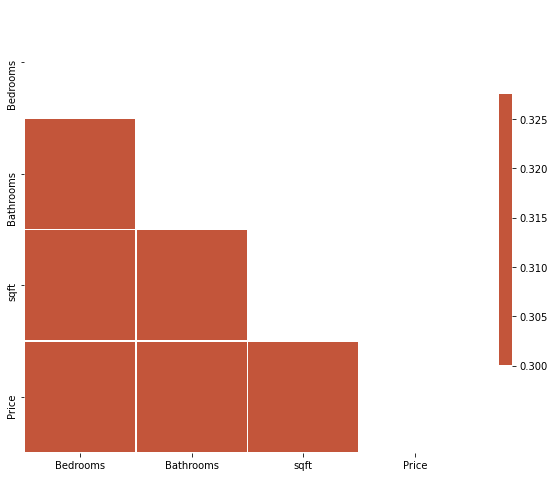 Bedrooms
Bathrooms
sqft
Price
Bedrooms Bathrooms sqft Price
0.325
0.320
0.315
0.310
0.305
0.300